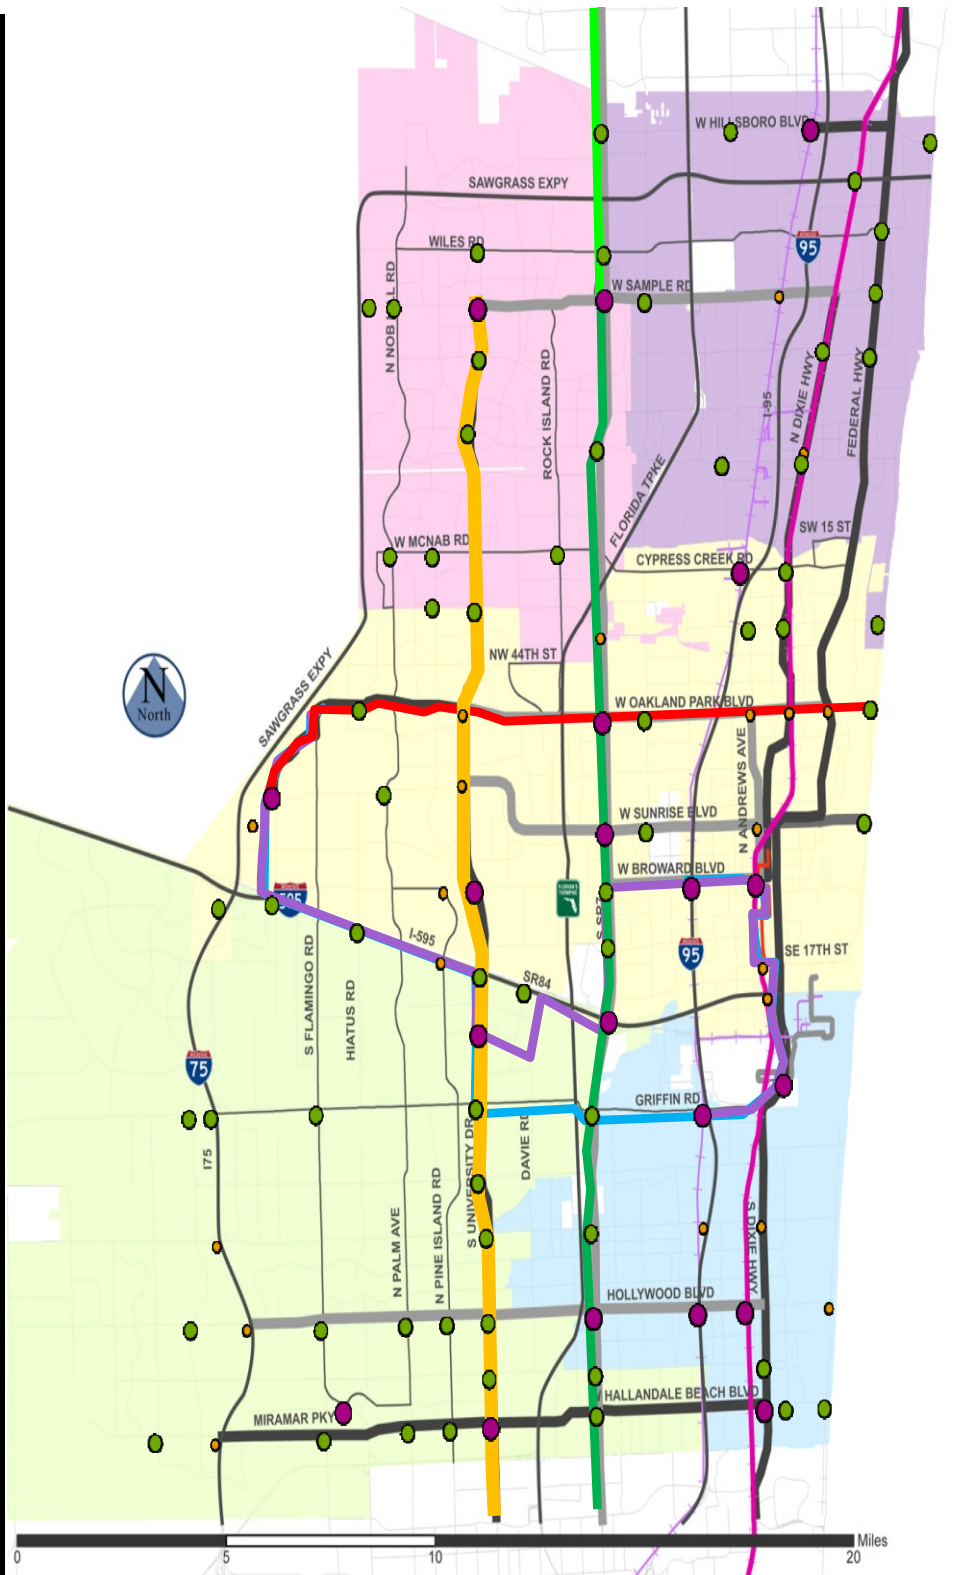 W HILLSBORO BLVD
SAWGRASS EXPY
WILES RD
95
N NOB HILL RD
W SAMPLE RD
ROCK ISLAND RD
I-95
N DIXIE HWY
FEDERAL HWY
FLORIDA TPKE
W MCNAB RD
SW 15 ST
CYPRESS CREEK RD
NW 44TH ST
N
North
SAWGRASS EXPY
W OAKLAND PARK BLVD
N ANDREWS AVE
W SUNRISE BLVD
W BROWARD BLVD
595
S SR7
I-595
95
SE 17TH ST
SR84
S FLAMINGO RD
HIATUS RD
75
GRIFFIN RD
I75
S UNIVERSITY DR
DAVIE RD
N PALM AVE
N PINE ISLAND RD
S DIXIE HWY
HOLLYWOOD BLVD
W HALLANDALE BEACH BLVD
MIRAMAR PKY
Miles
0 5 10 20